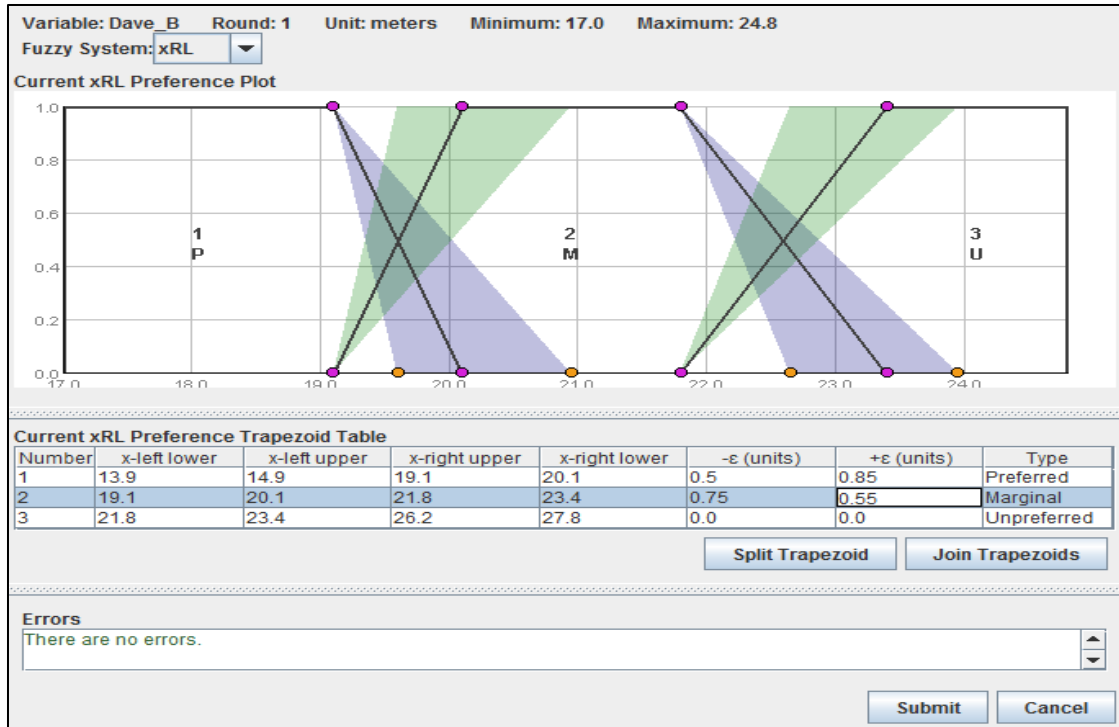 Variable: Dave_B Round: 1 Unit: meters Minimum: 17.0 Maximum: 24.8
Fuzzy System: xRL
Current xRL Preference Plot
1.0
0.8
0.6
1 2 3
P M U
0.4
0.2
0.0
17.0 18.0 19.0 20.0 21.0 22.0 23.0 24.0
Current xRL Preference Trapezoid Table
Number x-left lower x-left upper x-right upper x-right lower -ε (units) +ε (units) Type
1 13.9 14.9 19.1 20.1 0.5 0.85 Preferred
2 19.1 20.1 21.8 23.4 0.75 0.55 Marginal
3 21.8 23.4 26.2 27.8 0.0 0.0 Unpreferred
Split Trapezoid Join Trapezoids
Errors
There are no errors.
Submit Cancel